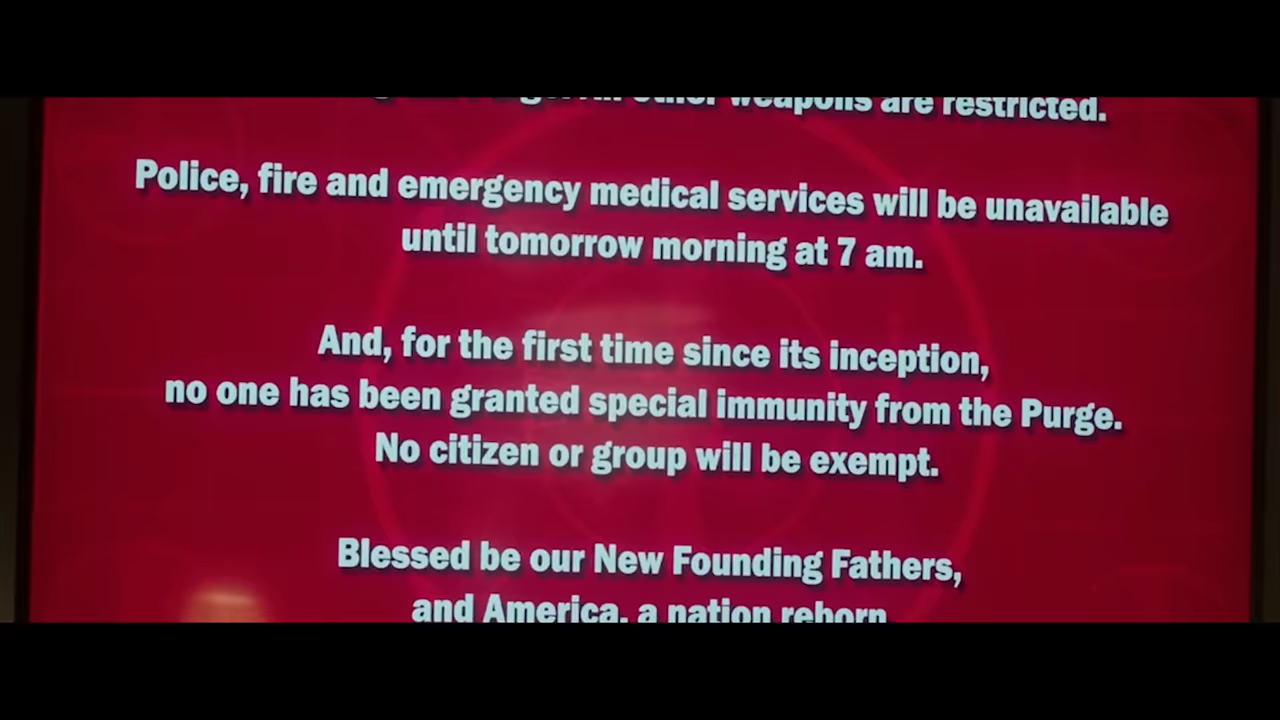 other weapons are restricted.
Police, fire and emergency medical services will be unavailable
until tomorrow morning at 7 am.
And, for the first time since its inception,
no one has been granted special immunity from the Purge.
No citizen or group will be exempt.
Blessed be our New Founding Fathers,
and America, a nation reborn